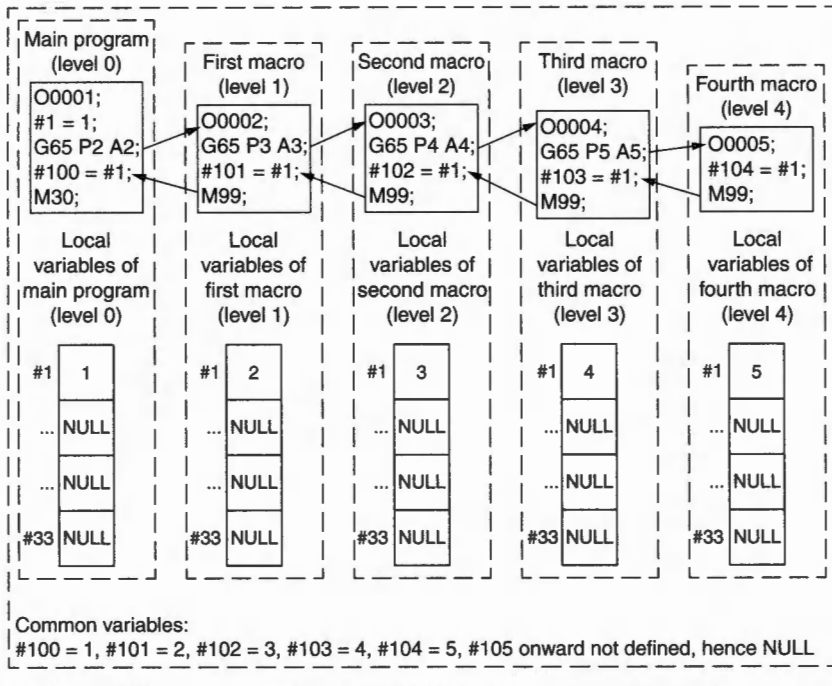 Main program
(level 0)
O0001;
#1 = 1;
G65 P2 A2;
#100 = #1;
M30;
Local
variables of
main program
(level 0)
#1 1
... NULL
... NULL
#33 NULL
First macro
(level 1)
O0002;
G65 P3 A3;
#101 = #1;
M99;
Local
variables of
first macro
(level 1)
#1 2
... NULL
... NULL
#33 NULL
Second macro
(level 2)
O0003;
G65 P4 A4;
#102 = #1;
M99;
Local
variables of
second macro
(level 2)
#1 3
... NULL
... NULL
#33 NULL
Third macro
(level 3)
O0004;
G65 P5 A5;
#103 = #1;
M99;
Local
variables of
third macro
(level 3)
#1 4
... NULL
... NULL
#33 NULL
Fourth macro
(level 4)
O0005;
#104 = #1;
M99;
Local
variables of
fourth macro
(level 4)
#1 5
... NULL
... NULL
#33 NULL
Common variables:
#100 = 1, #101 = 2, #102 = 3, #103 = 4, #104 = 5, #105 onward not defined, hence NULL